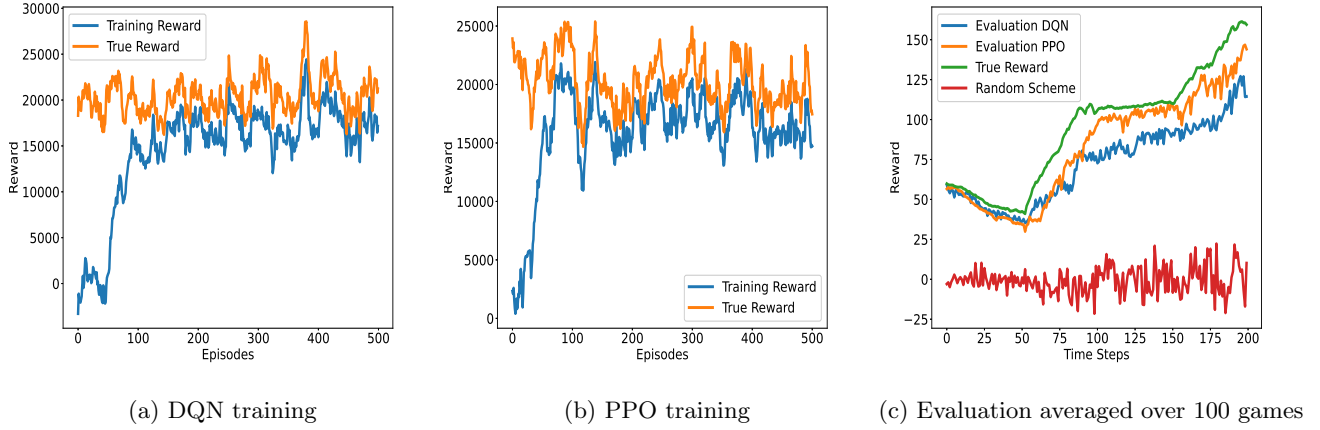 30000
25000
20000
15000
10000
5000
0
Reward
Training Reward
True Reward
0 100 200 300 400 500
Episodes
(a) DQN training
25000
20000
15000
10000
5000
0
Reward
Training Reward
True Reward
0 100 200 300 400 500
Episodes
(b) PPO training
150
125
100
75
50
25
0
−25
Reward
Evaluation DQN
Evaluation PPO
True Reward
Random Scheme
0 25 50 75 100 125 150 175 200
Time Steps
(c) Evaluation averaged over 100 games